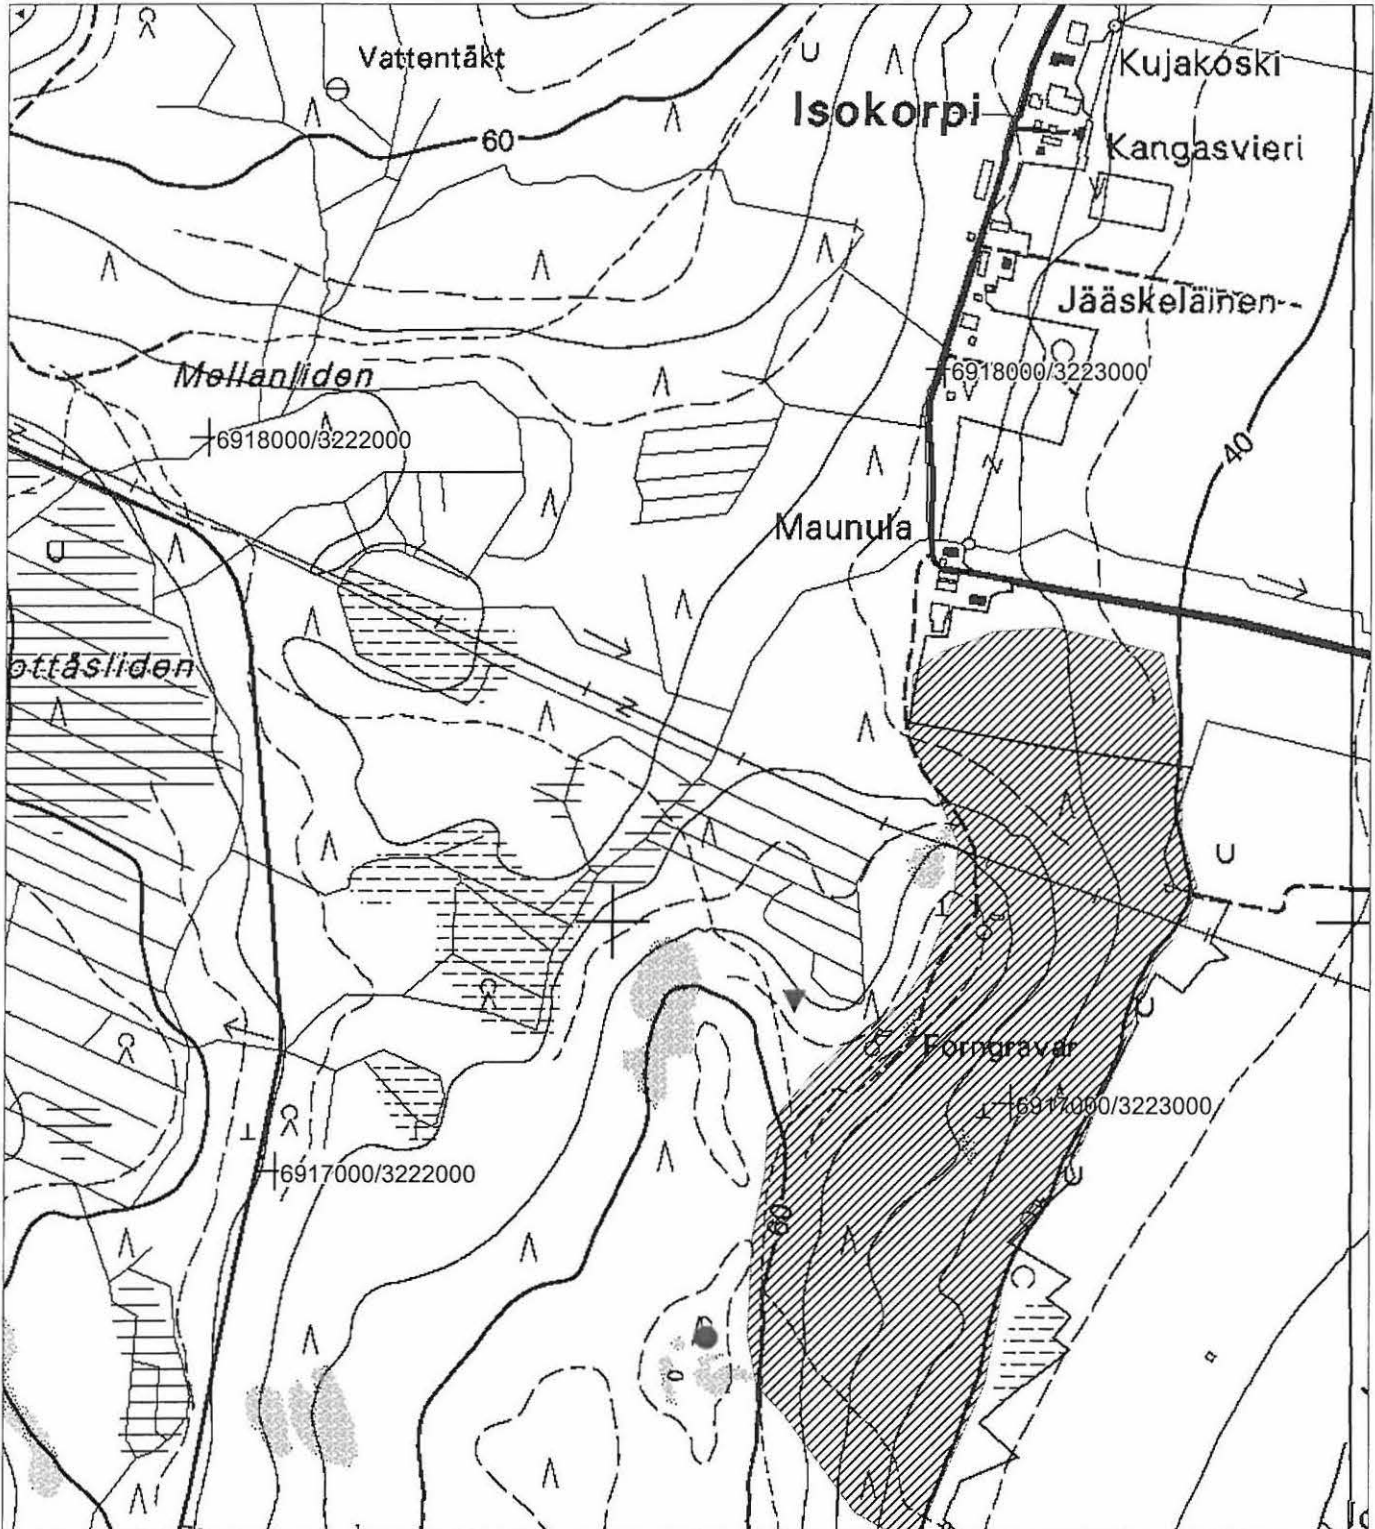 Vattentäkt
Kujakoski
Isokorpi
60
Kangasvieri
Jääskeläinen
Mellanliden
6918000/3223000
6918000/3222000
40
Maunula
ottåsliden
Forngravar
6917000/3223000
6917000/3222000
60